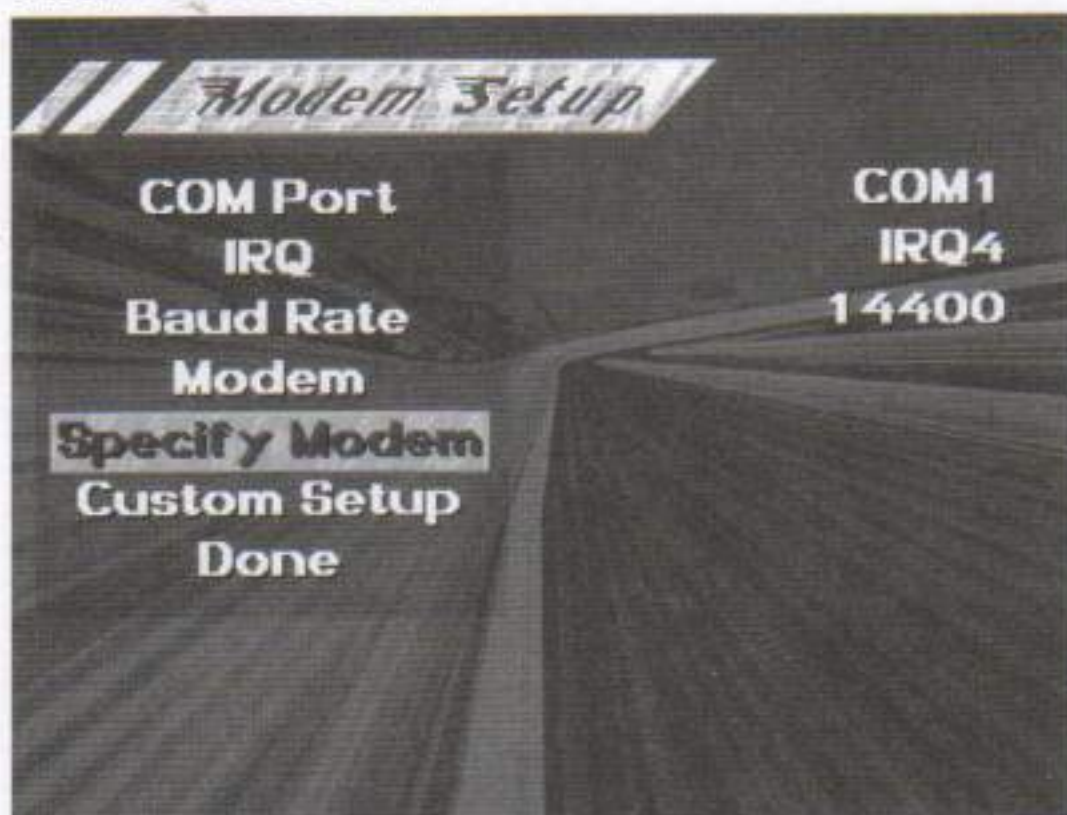 Modem Setup
COM Port COM1
IRQ IRQ4
Baud Rate 14400
Modem
Specify Modem
Custom Setup
Done